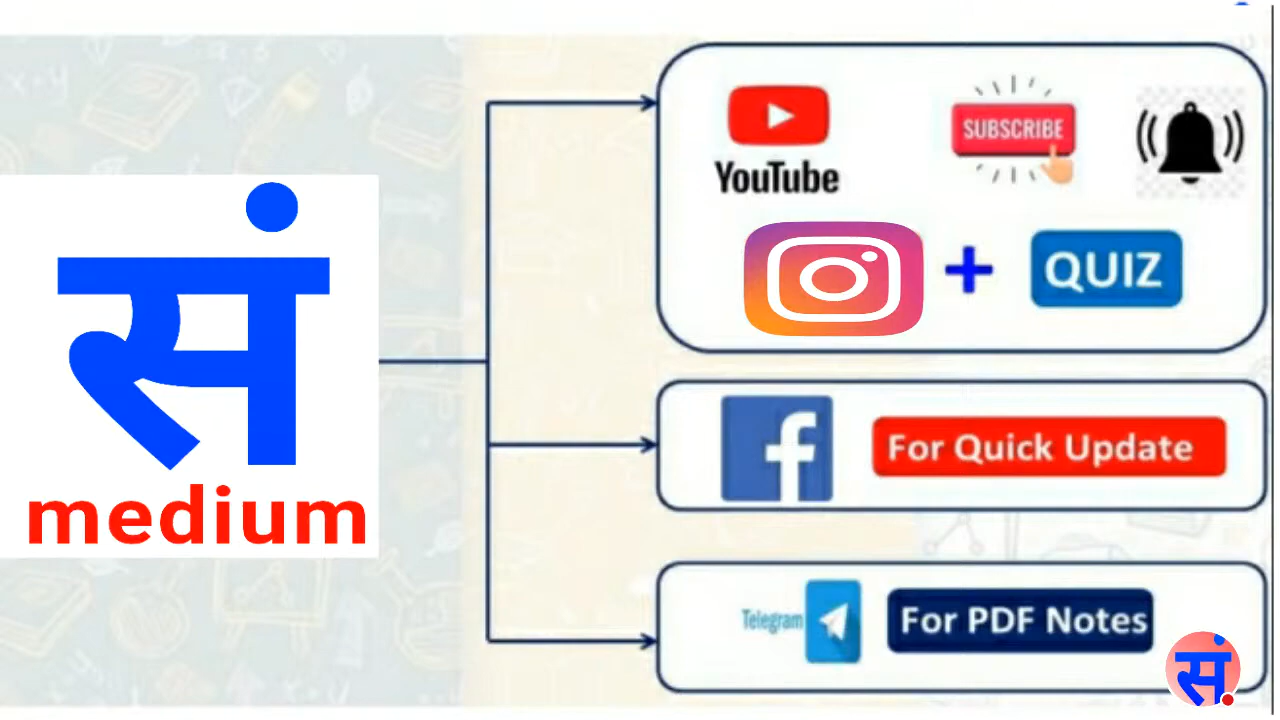 सं
medium
YouTube
SUBSCRIBE
+ QUIZ
For Quick Update
Telegram
For PDF Notes
सं